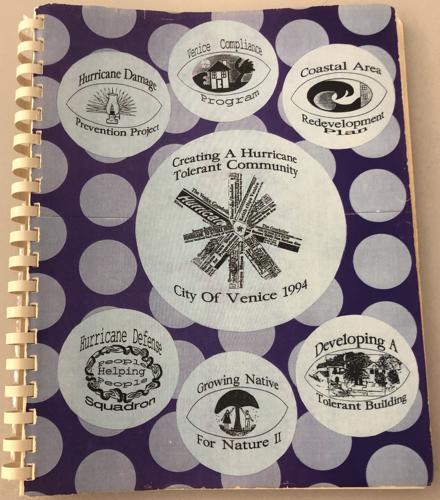 Venice Compliance
Program
Hurricane Damage
Prevention Project
Coastal Area
Redevelopment
Plan
Creating A Hurricane
Tolerant Community
City Of Venice 1994
Hurricane Defense
People
Helping
People
Squadron
Growing Native
For Nature II
Developing A
Tolerant Building